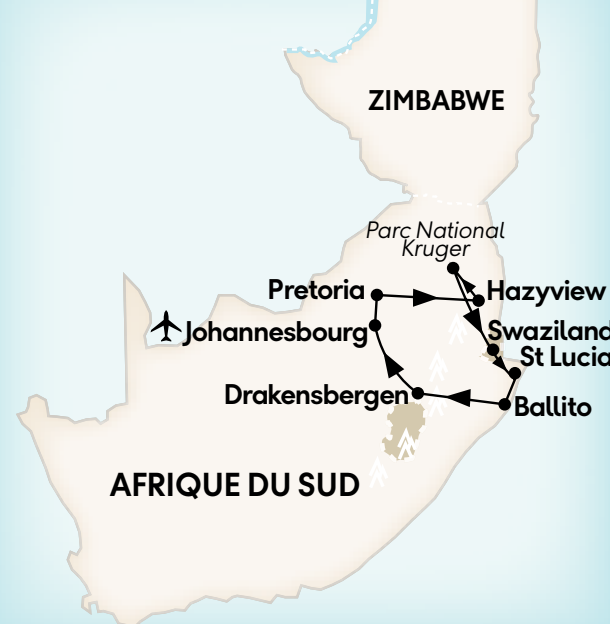 ZIMBABWE
Parc National
Kruger
Pretoria
Hazyview
Johannesbourg
Swaziland
St Lucia
Drakensbergen
Ballito
AFRIQUE DU SUD